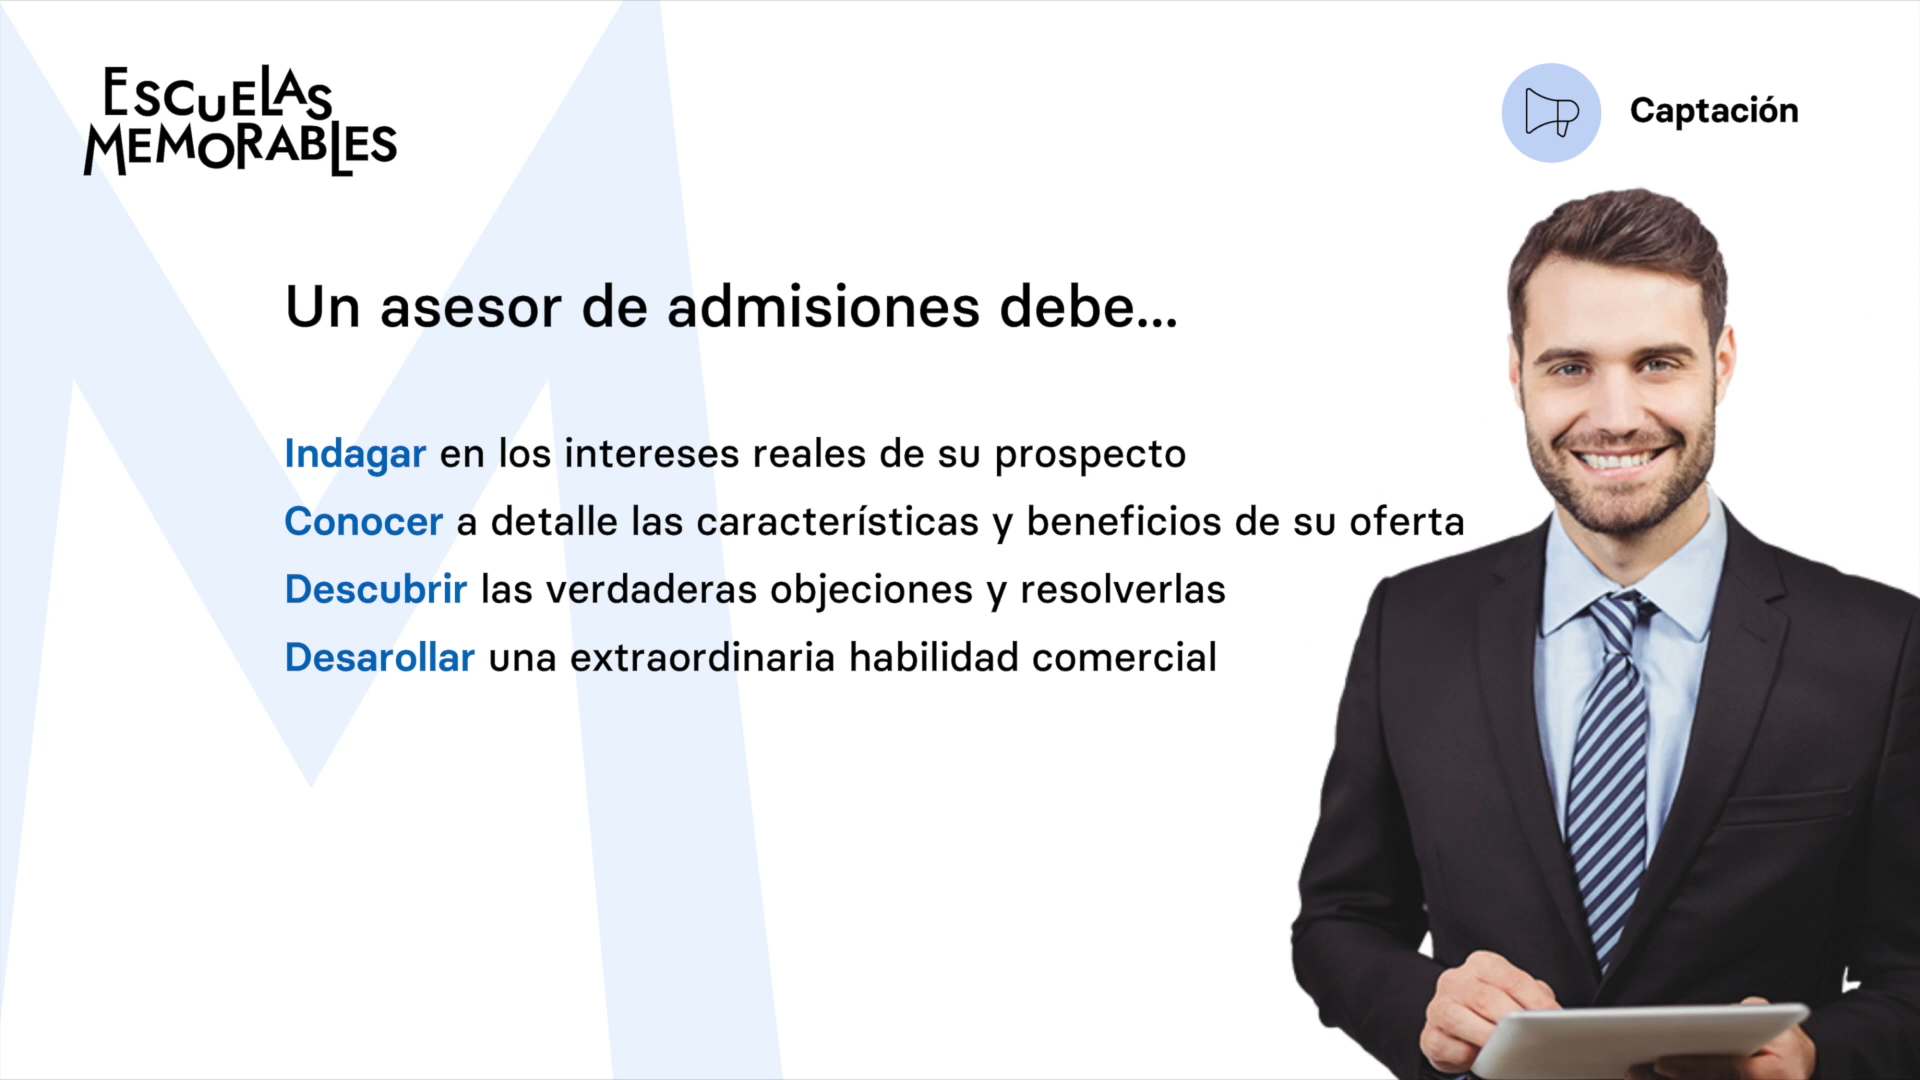 ESCUELAS
MEMORABLES
Captación
Un asesor de admisiones debe...
Indagar en los intereses reales de su prospecto
Conocer a detalle las características y beneficios de su oferta
Descubrir las verdaderas objeciones y resolverlas
Desarollar una extraordinaria habilidad comercial